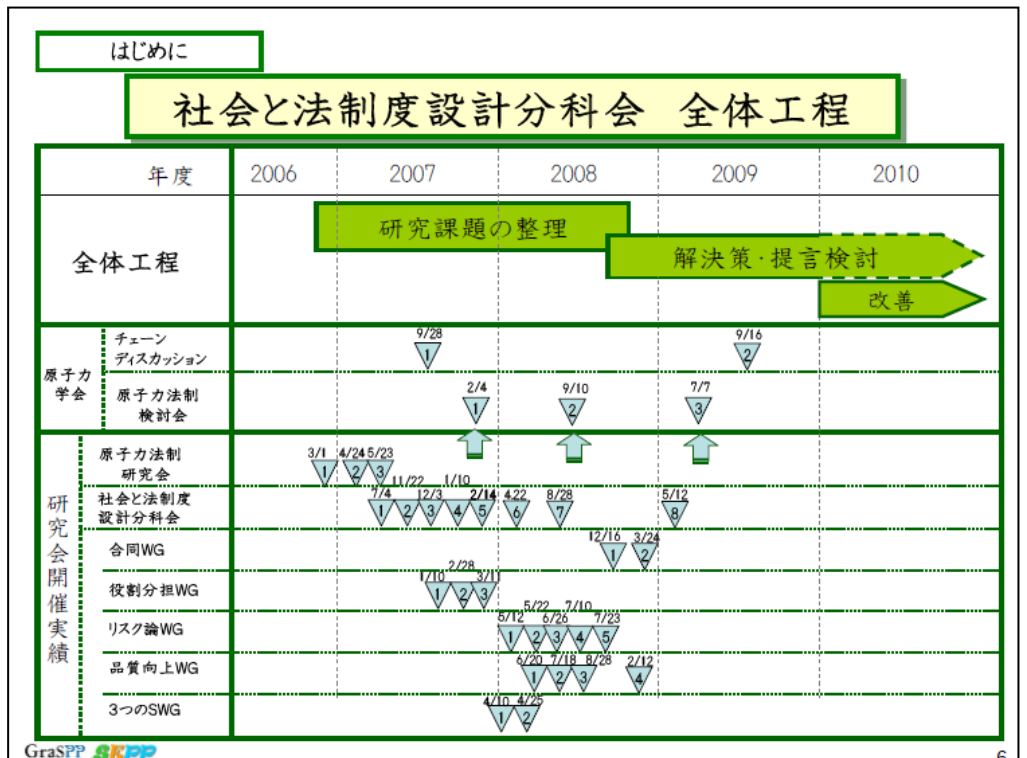 はじめに
社会と法制度設計分科会 全体工程
年度 2006 2007 2008 2009 2010
全体工程
研究課題の整理
解決策・提言検討
改善
原子力学会
チェーンディスカッション
9/28 9/16
1 2
原子力法制検討会
2/4 9/10 7/7
1 2 3
研究会開催実績
原子力法制研究会
3/1 4/24 5/23
1 2 3
社会と法制度設計分科会
7/4 11/22 12/3 1/10 2/14 4.22 8/28 5/12
1 2 3 4 5 6 7 8
合同WG
12/16 3/24
1 2
役割分担WG
1/10 2/28 3/11
1 2 3
リスク論WG
5/12 5/22 6/26 7/10 7/23
1 2 3 4 5
品質向上WG
6/20 7/18 8/28 2/12
1 2 3 4
3つのSWG
4/10 4/25
1 2
GraSPP SEPP
6